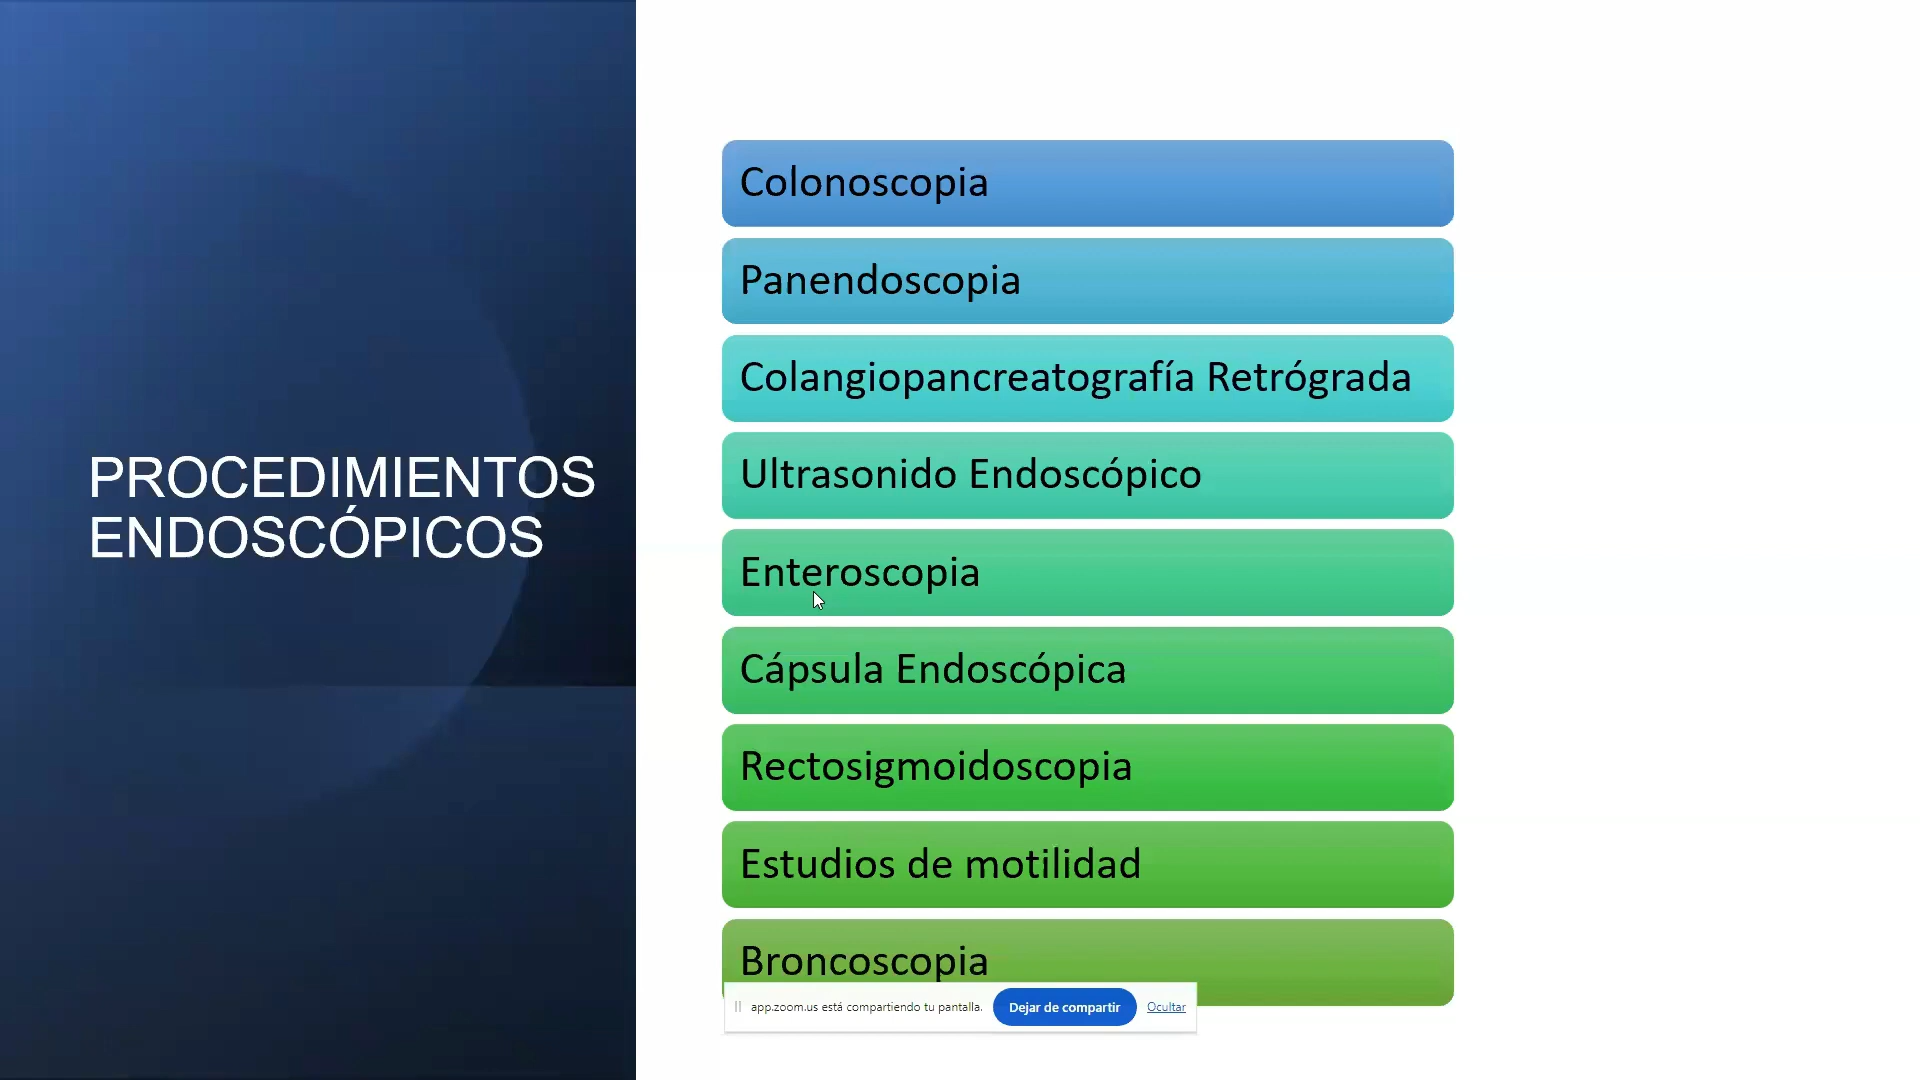 PROCEDIMIENTOS
ENDOSCÓPICOS
Colonoscopia
Panendoscopia
Colangiopancreatografía Retrógrada
Ultrasonido Endoscópico
Enteroscopia
Cápsula Endoscópica
Rectosigmoidoscopia
Estudios de motilidad
Broncoscopia
app.zoom.us está compartiendo tu pantalla. Dejar de compartir Ocultar